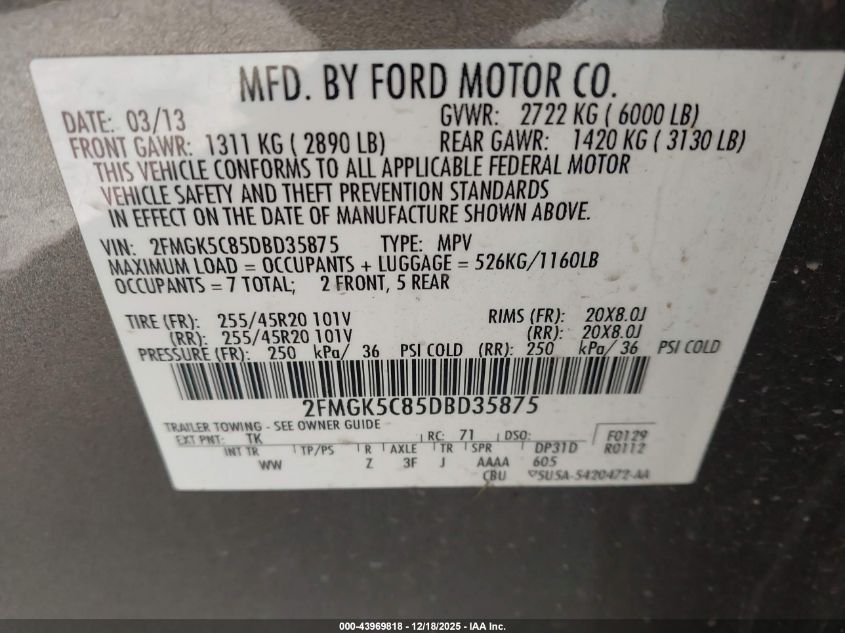 MFD. BY FORD MOTOR CO.
DATE: 03/13 GVWR: 2722 KG ( 6000 LB)
FRONT GAWR: 1311 KG ( 2890 LB) REAR GAWR: 1420 KG ( 3130 LB)
THIS VEHICLE CONFORMS TO ALL APPLICABLE FEDERAL MOTOR
VEHICLE SAFETY AND THEFT PREVENTION STANDARDS
IN EFFECT ON THE DATE OF MANUFACTURE SHOWN ABOVE.
VIN: 2FMGK5C85DBD35875 TYPE: MPV
MAXIMUM LOAD = OCCUPANTS + LUGGAGE = 526KG/1160LB
OCCUPANTS = 7 TOTAL; 2 FRONT, 5 REAR
TIRE (FR): 255/45R20 101V RIMS (FR): 20X8.0J
(RR): 255/45R20 101V (RR): 20X8.0J
PRESSURE (FR): 250 kPa/ 36 PSI COLD (RR): 250 kPa/ 36 PSI COLD
2FMGK5C85DBD35875
TRAILER TOWING - SEE OWNER GUIDE
EXT PNT: TK RC: 71 DSO: F0129
INT TR TP/PS R AXLE TR SPR DP31D R0112
WW Z 3F J AAAA 605
CBU 5U5A-5420472-AA
000-43969818 - 12/18/2025 - IAA Inc.